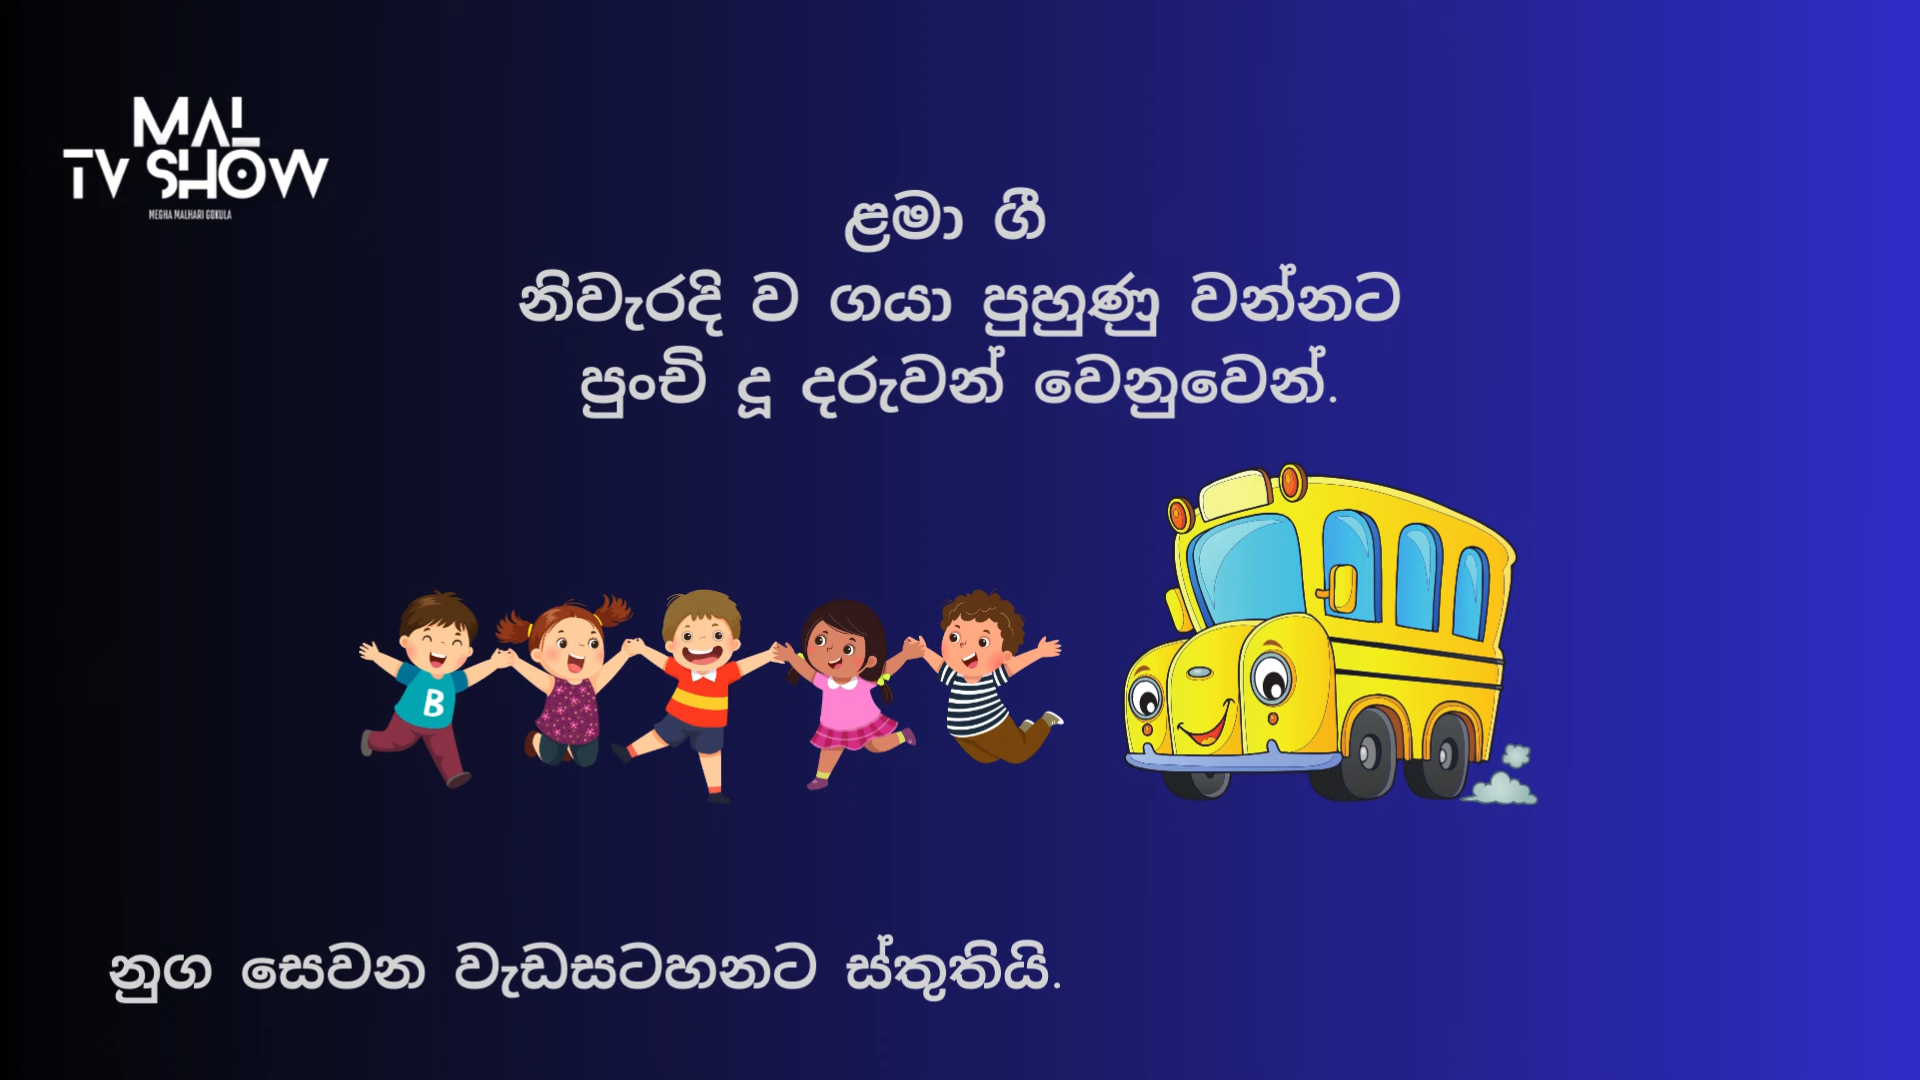 MAL
TV SHOW
MEGHA MALHARI GOKULA
ළමා ගී
නිවැරදි ව ගයා පුහුණු වන්නට
පුංචි දූ දරුවන් වෙනුවෙන්.
B
නුග සෙවන වැඩසටහනට ස්තුතියි.